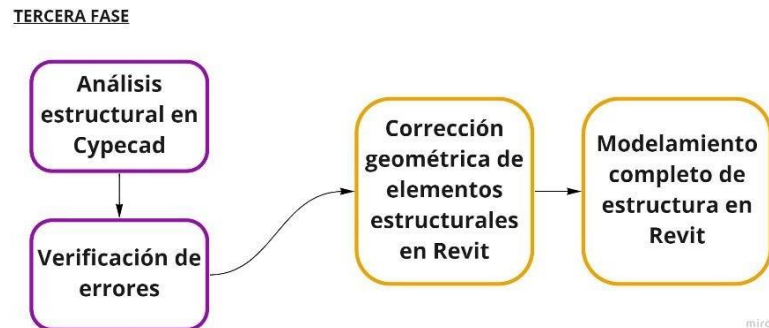 TERCERA FASE
Análisis
estructural en
Cypecad
Verificación de
errores
Corrección
geométrica de
elementos
estructurales
en Revit
Modelamiento
completo de
estructura en
Revit